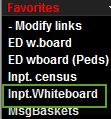 Favorites
- Modify links
ED w.board
ED wboard (Peds)
Inpt. census
Inpt.Whiteboard
MsgBaskets